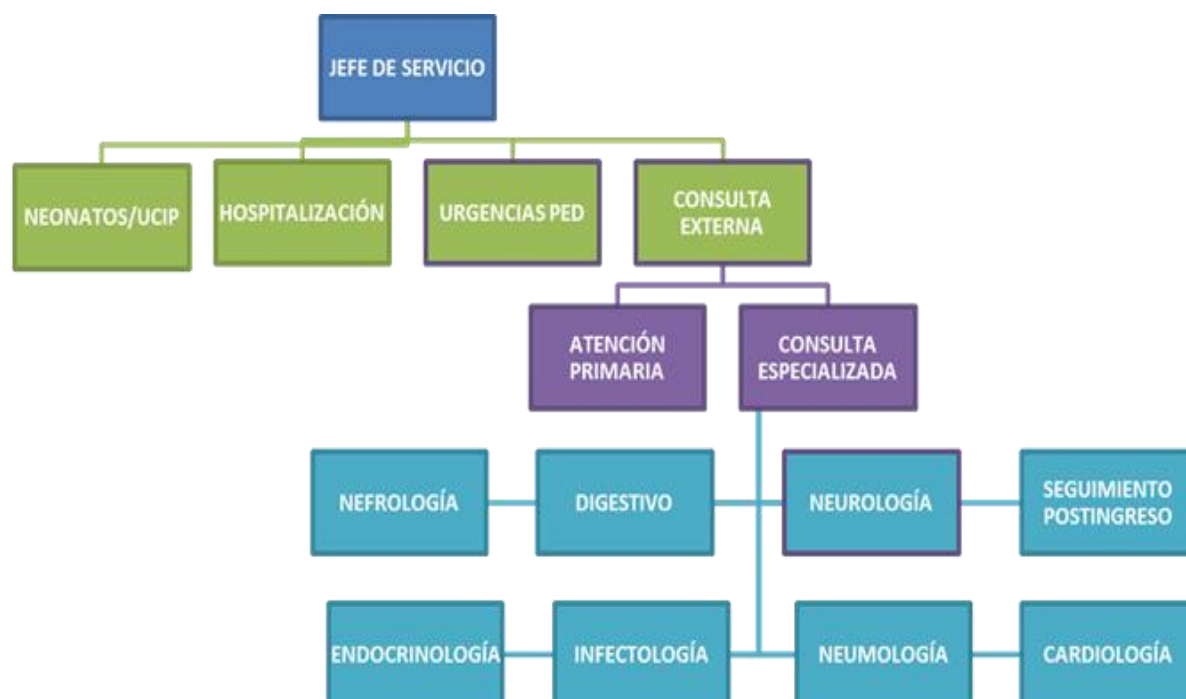 JEFE DE SERVICIO
NEONATOS/UCIP
HOSPITALIZACIÓN
URGENCIAS PED
CONSULTA
EXTERNA
ATENCIÓN
PRIMARIA
CONSULTA
ESPECIALIZADA
NEFROLOGÍA
DIGESTIVO
NEUROLOGÍA
SEGUIMIENTO
POSTINGRESO
ENDOCRINOLOGÍA
INFECTOLOGÍA
NEUMOLOGÍA
CARDIOLOGÍA